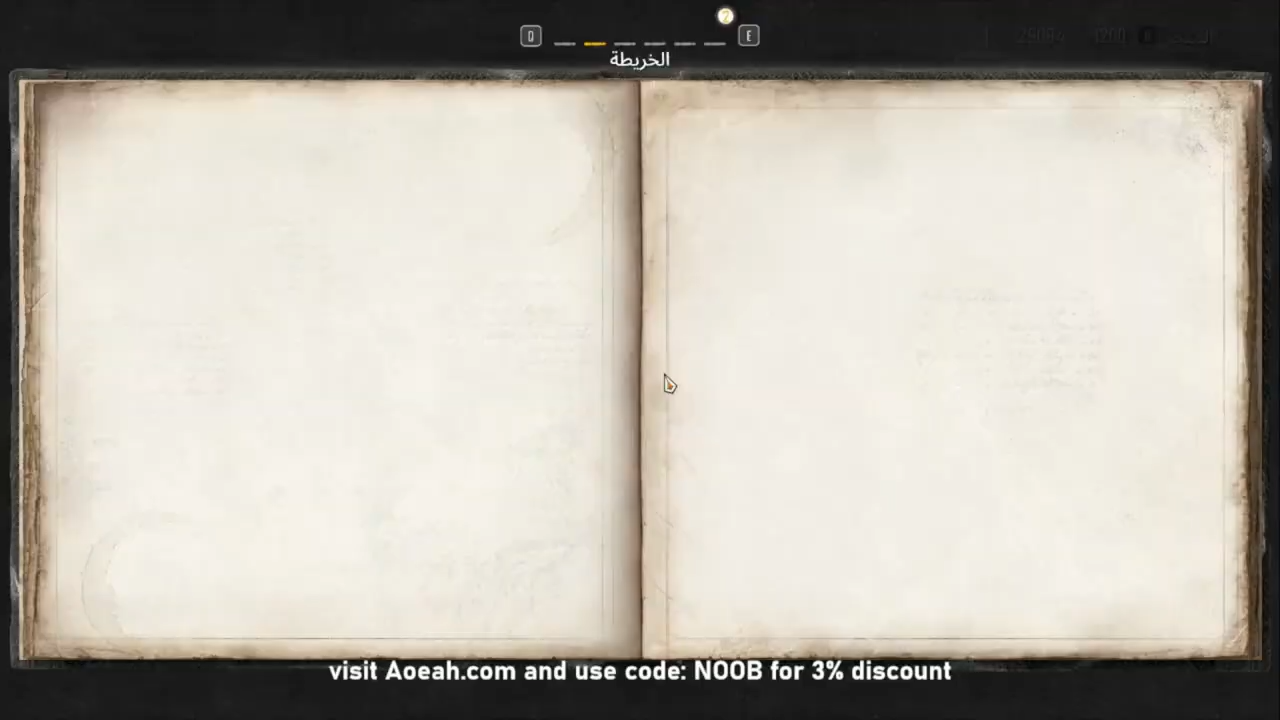 Q
E
الخريطة
visit Aoeah.com and use code: NOOB for 3% discount